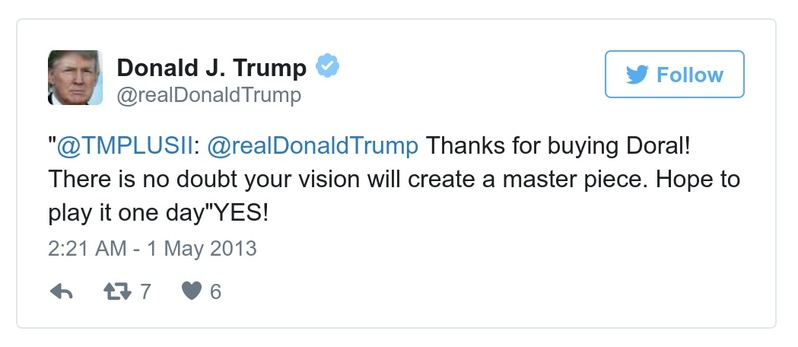 Donald J. Trump
@realDonaldTrump
Follow
"@TMPLUSII: @realDonaldTrump Thanks for buying Doral!
There is no doubt your vision will create a master piece. Hope to
play it one day"YES!
2:21 AM - 1 May 2013
7 6